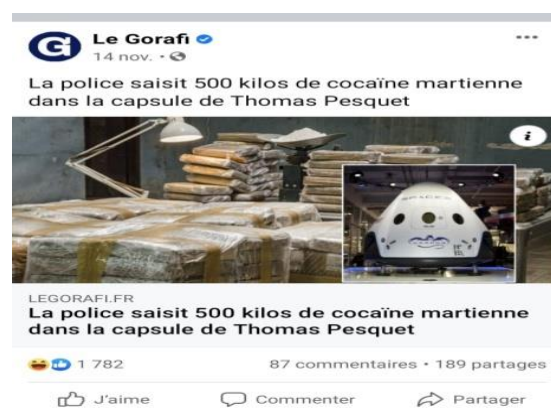 Le Gorafi
14 nov.
La police saisit 500 kilos de cocaïne martienne
dans la capsule de Thomas Pesquet
SPACEX
LEGORAFI.FR
La police saisit 500 kilos de cocaïne martienne
dans la capsule de Thomas Pesquet
1 782
87 commentaires • 189 partages
J'aime
Commenter
Partager